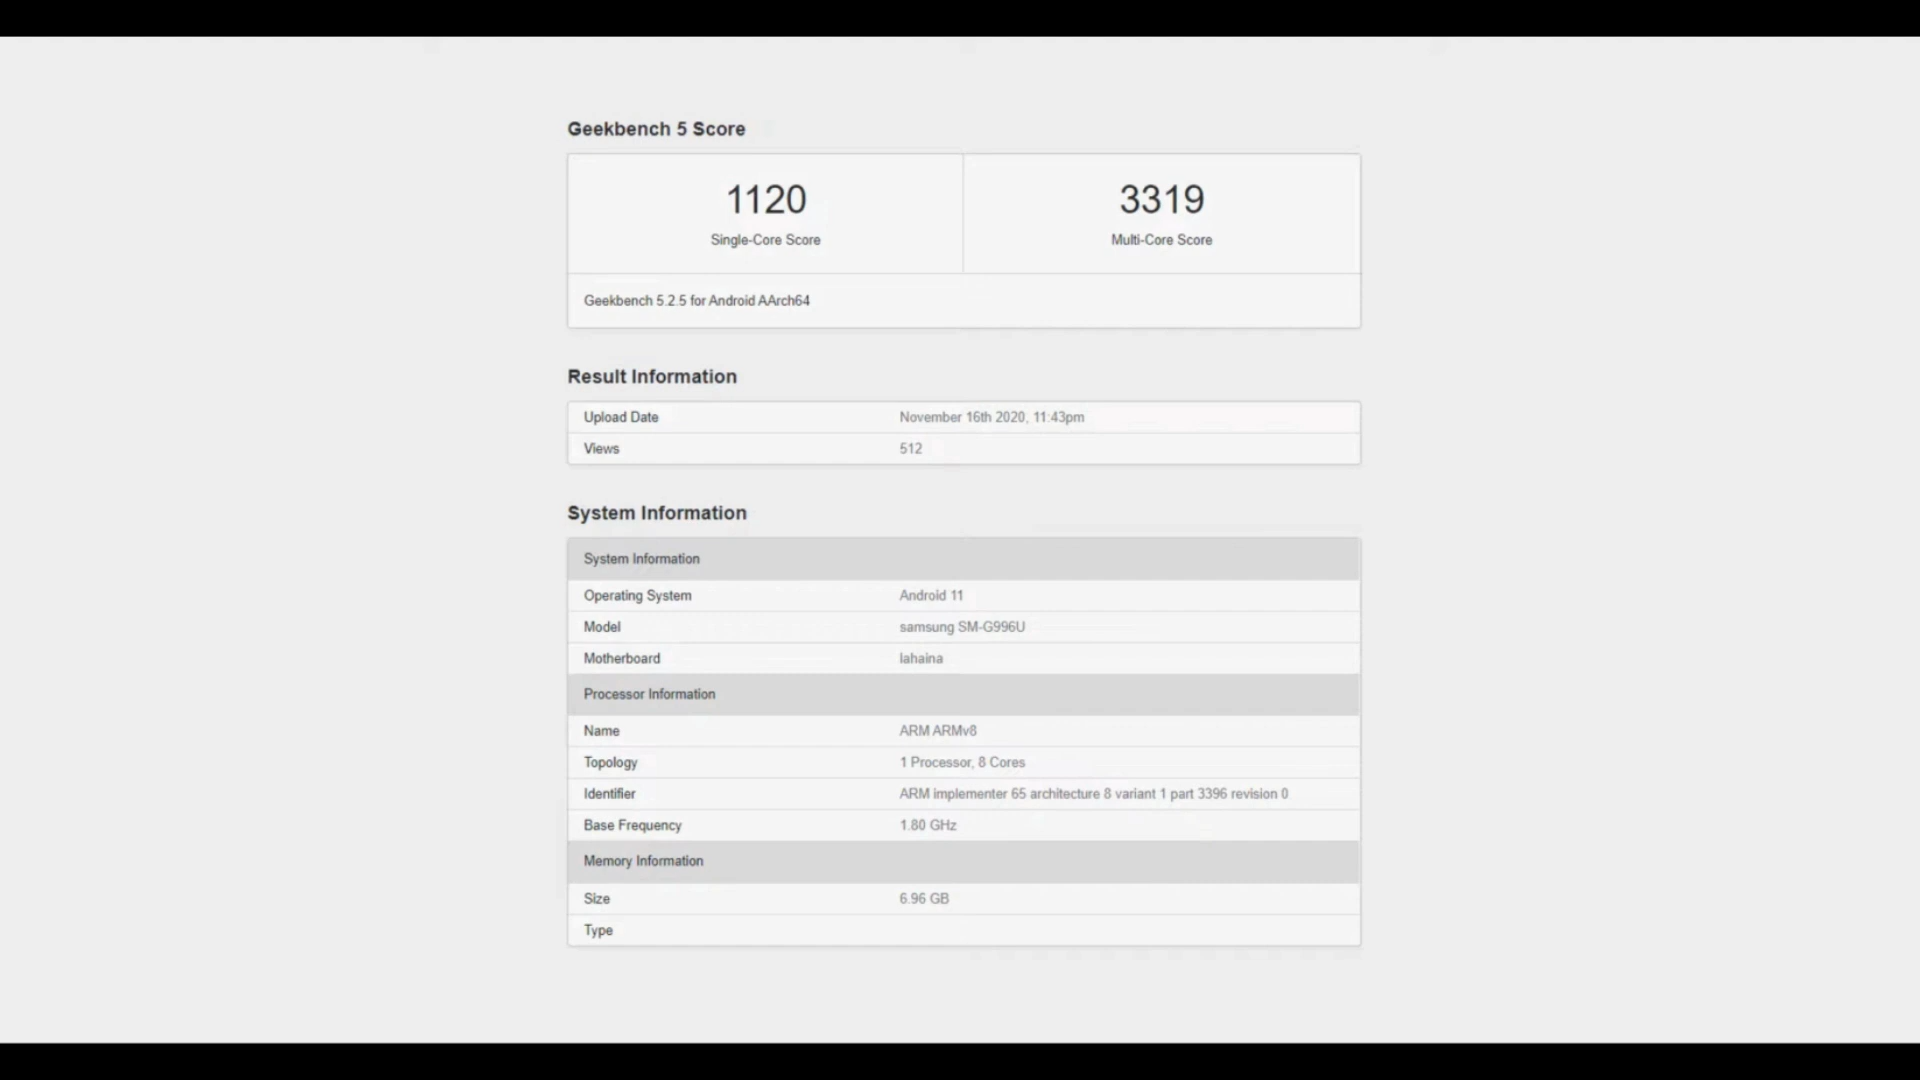 Geekbench 5 Score
1120
Single-Core Score
3319
Multi-Core Score
Geekbench 5.2.5 for Android AArch64
Result Information
Upload Date November 16th 2020, 11:43pm
Views 512
System Information
System Information
Operating System Android 11
Model samsung SM-G996U
Motherboard lahaina
Processor Information
Name ARM ARMv8
Topology 1 Processor, 8 Cores
Identifier ARM implementer 65 architecture 8 variant 1 part 3396 revision 0
Base Frequency 1.80 GHz
Memory Information
Size 6.96 GB
Type